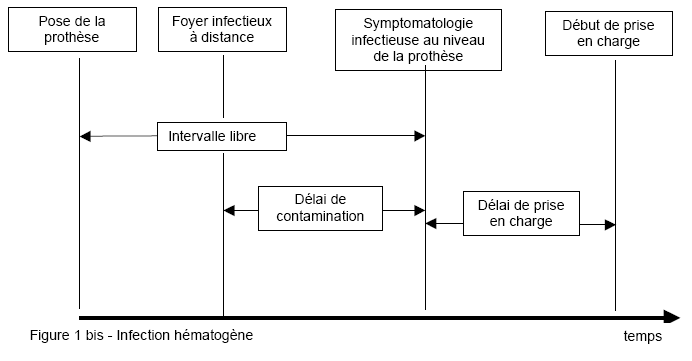 Pose de la
prothèse
Foyer infectieux
à distance
Symptomatologie
infectieuse au niveau
de la prothèse
Début de prise
en charge
Intervalle libre
Délai de
contamination
Délai de prise
en charge
Figure 1 bis - Infection hématogène
temps